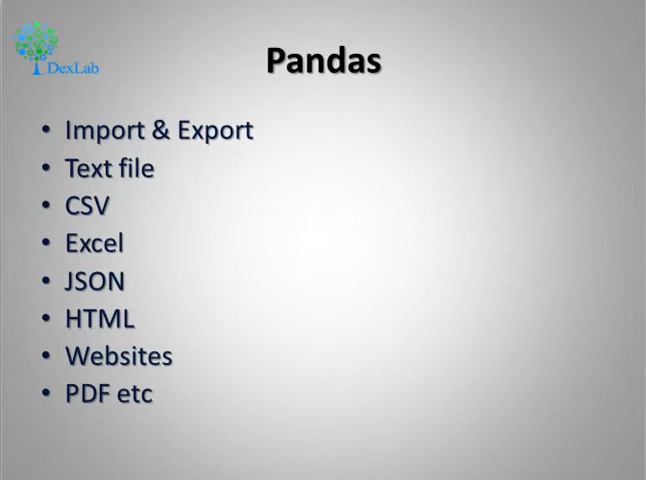 DexLab
Pandas
• Import & Export
• Text file
• CSV
• Excel
• JSON
• HTML
• Websites
• PDF etc